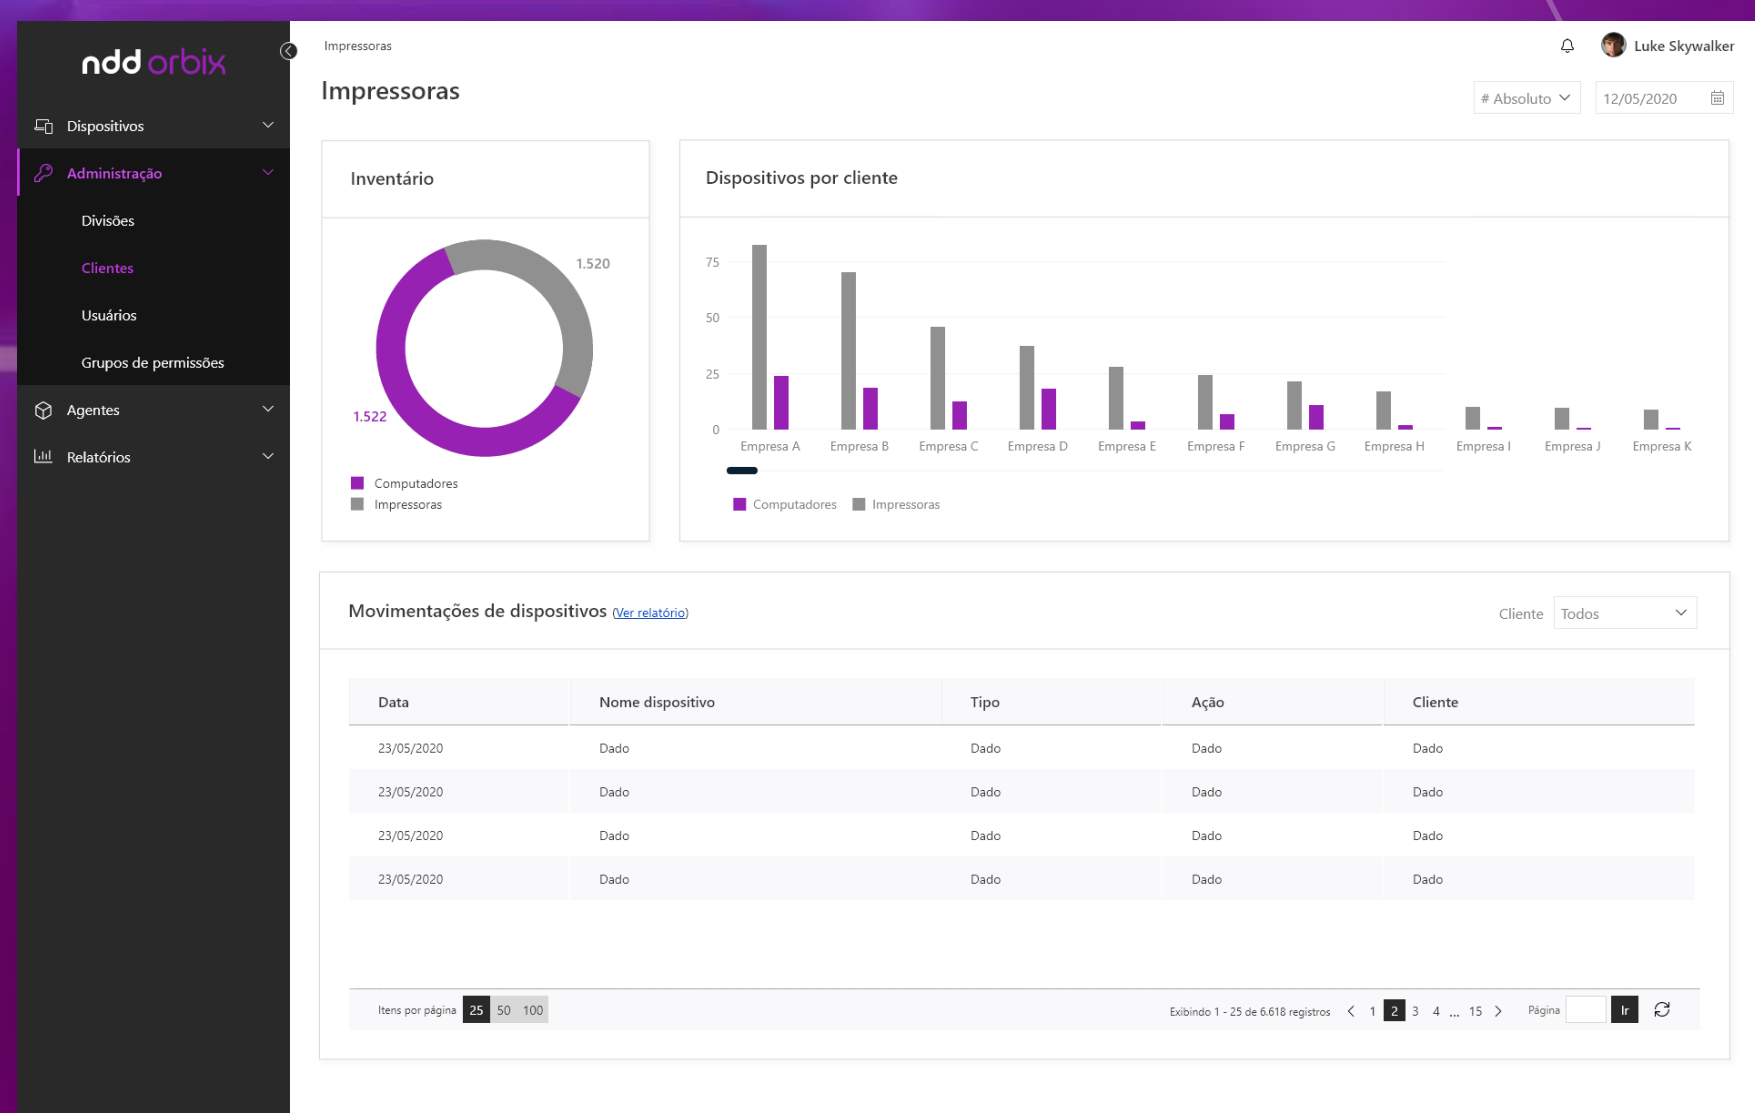 ndd orbix
Dispositivos
Administração
Divisões
Clientes
Usuários
Grupos de permissões
Agentes
Relatórios
Impressoras
Luke Skywalker
Impressoras
# Absoluto
12/05/2020
Inventário
1.520
1.522
Computadores
Impressoras
Dispositivos por cliente
75
50
25
0
Empresa A Empresa B Empresa C Empresa D Empresa E Empresa F Empresa G Empresa H Empresa I Empresa J Empresa K
Computadores Impressoras
Movimentações de dispositivos (Ver relatório)
Cliente Todos
Data Nome dispositivo Tipo Ação Cliente
23/05/2020 Dado Dado Dado Dado
23/05/2020 Dado Dado Dado Dado
23/05/2020 Dado Dado Dado Dado
23/05/2020 Dado Dado Dado Dado
Itens por página 25 50 100 Exibindo 1 - 25 de 6.618 registros 1 2 3 4 ... 15 Página Ir